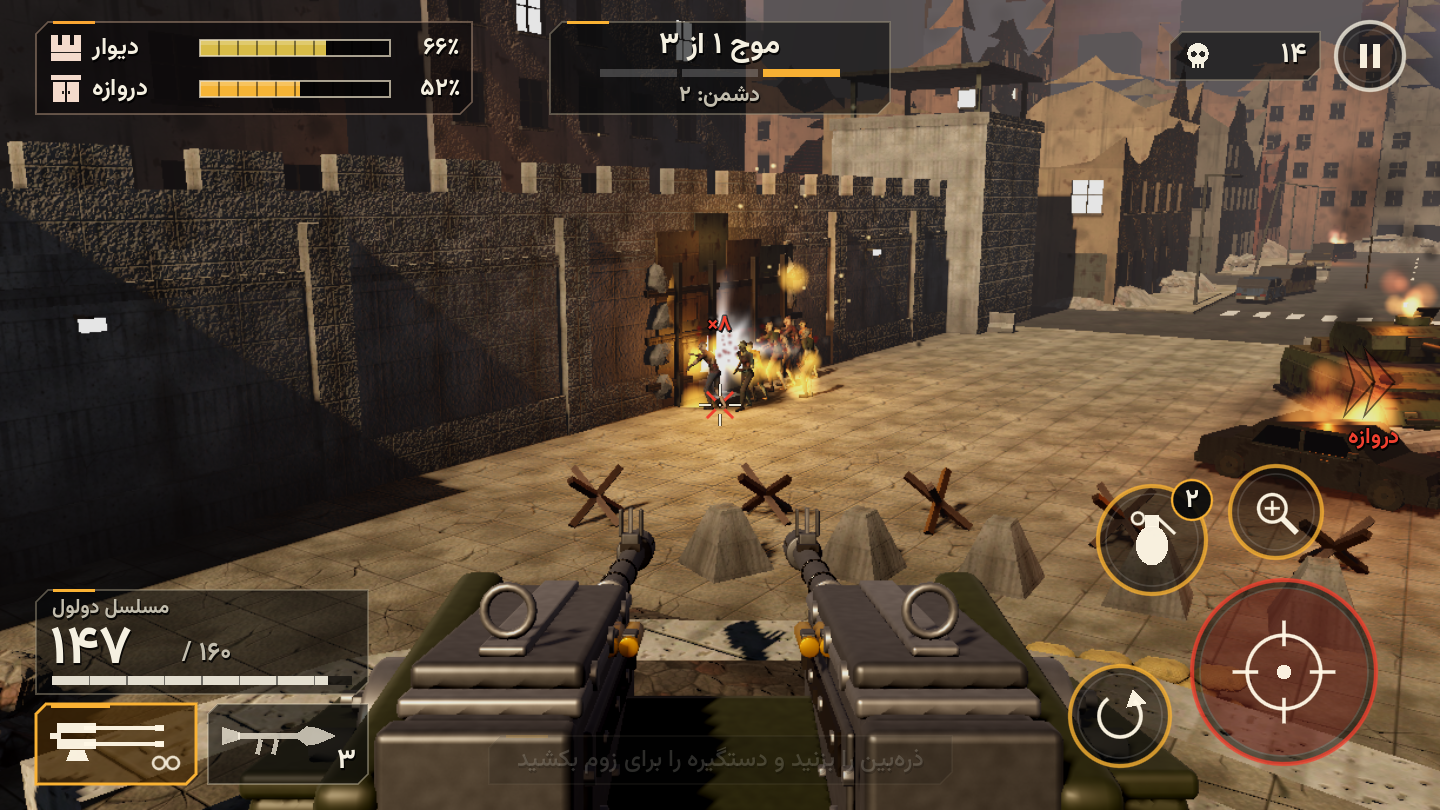 دیوار ۶۶٪
دروازه ۵۲٪
موج ۱ از ۳
دشمن: ۲
۱۴
×۸
دروازه
۲
مسلسل دولول
۱۴۷ / ۱۶۰
∞
۳
ذره‌بین را بزنید و دستگیره را برای زوم بکشید